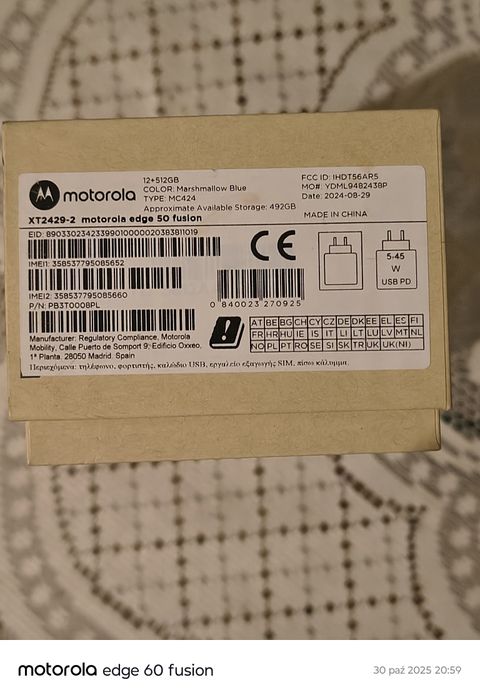 motorola
12+512GB
COLOR: Marshmallow Blue
TYPE: MC424
Approximate Available Storage: 492GB
FCC ID: IHDT56AR5
MO#: YDML9482438P
Date: 2024-08-29
MADE IN CHINA
XT2429-2 motorola edge 50 fusion
EID: 89033023423399010000020383811019
IMEI1: 358537795085652
IMEI2: 358537795085660
P/N: PB3T0008PL
CE
0 840023 270925
5-45
W
USB PD
AT BE BG CH CY CZ DE DK EE EL ES FI
FR HR HU IE IS IT LI LT LU LV MT NL
NO PL PT RO SE SI SK TR UK UK(NI)
Manufacturer: Regulatory Compliance, Motorola
Mobility, Calle Puerto de Somport 9, Edificio Oxxeo,
1ª Planta, 28050 Madrid, Spain
Περιεχόμενα: τηλέφωνο, φορτιστής, καλώδιο USB, εργαλείο εξαγωγής SIM, πίσω κάλυμμα.
motorola edge 60 fusion
30 paź 2025 20:59